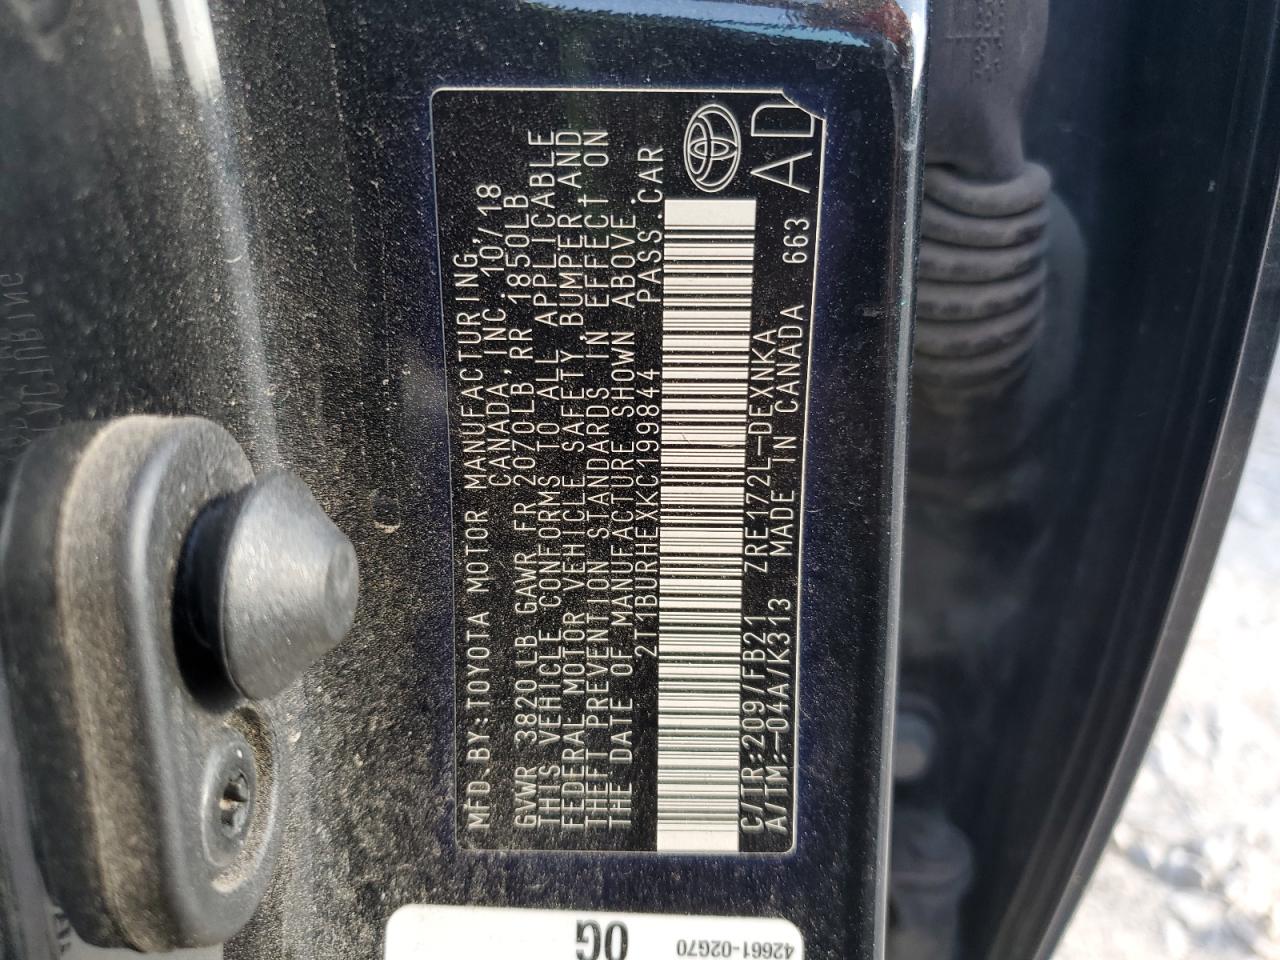 MFD.BY:TOYOTA MOTOR MANUFACTURING,
CANADA,INC. 10/18
GVWR 3820 LB GAWR FR 2070LB,RR 1850LB
THIS VEHICLE CONFORMS TO ALL APPLICABLE
FEDERAL MOTOR VEHICLE SAFETY,BUMPER,AND
THEFT PREVENTION STANDARDS IN EFFECT ON
THE DATE OF MANUFACTURE SHOWN ABOVE.
2T1BURHEXKC199844 PASS.CAR
C/TR:209/FB21 ZRE172L-DEXNKA
A/TM:-04A/K313 MADE IN CANADA 663
AD
0G
42661-02G70